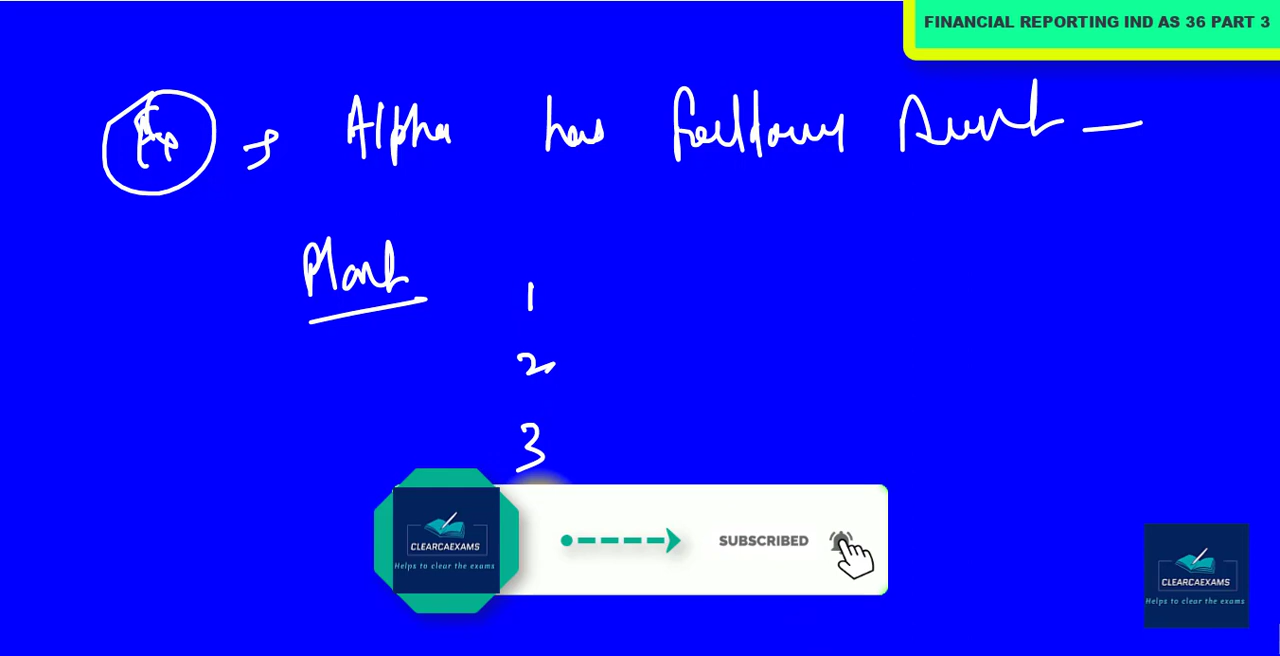 FINANCIAL REPORTING IND AS 36 PART 3
Alpha has following Asset —
Plant
1
2
3
CLEARCAEXAMS
Helps to clear the exams
SUBSCRIBED
CLEARCAEXAMS
Helps to clear the exams